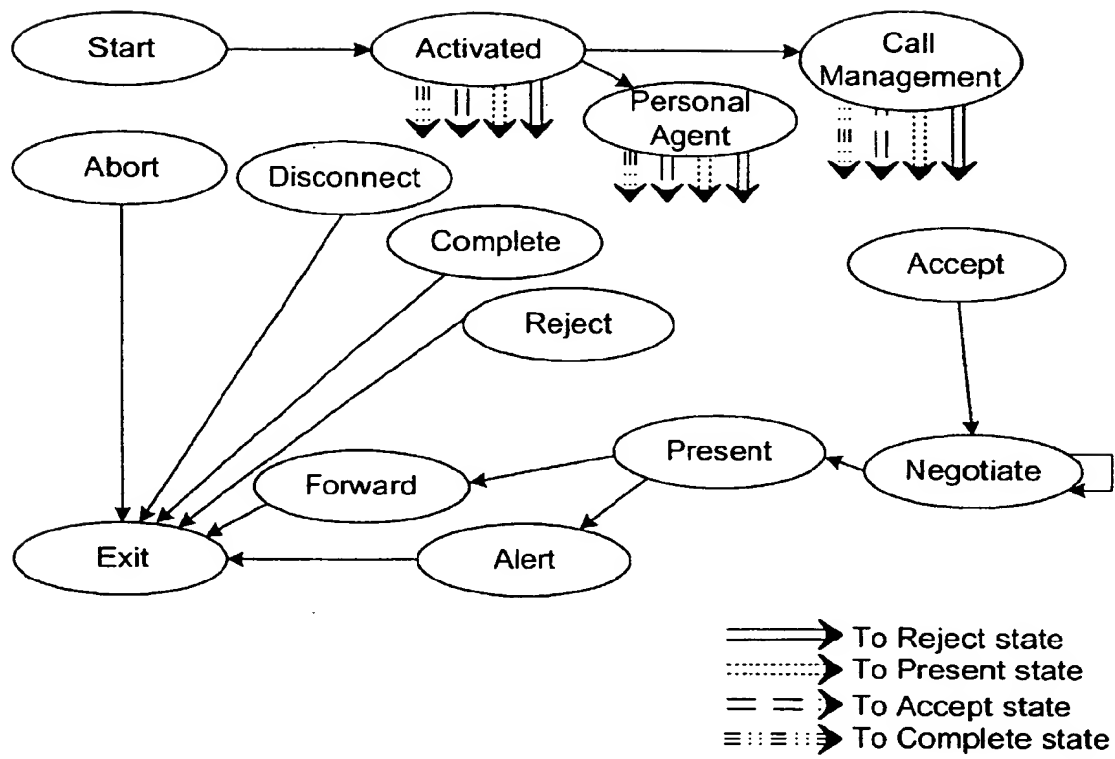 Start
Activated
Call
Management
Personal
Agent
Abort
Disconnect
Complete
Accept
Reject
Present
Negotiate
Forward
Exit
Alert
To Reject state
To Present state
To Accept state
To Complete state